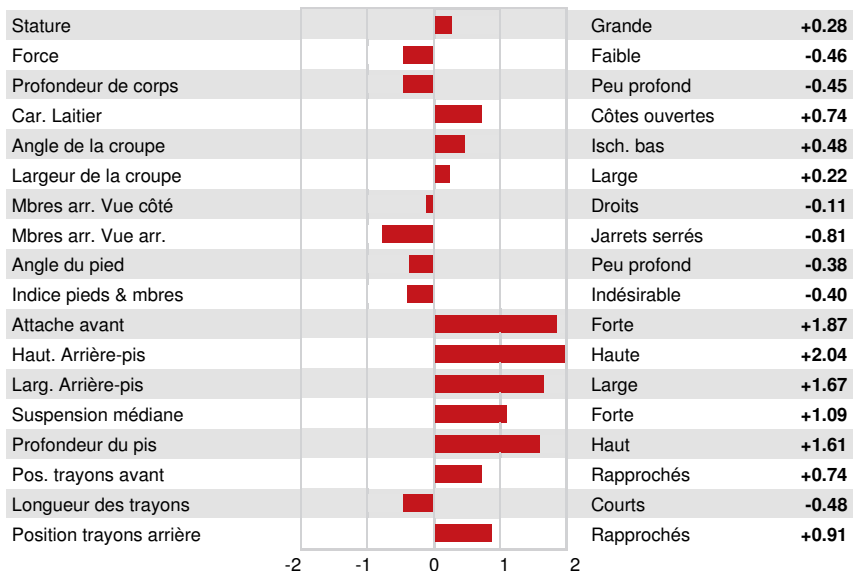 Stature Grande +0.28
Force Faible -0.46
Profondeur de corps Peu profond -0.45
Car. Laitier Côtes ouvertes +0.74
Angle de la croupe Isch. bas +0.48
Largeur de la croupe Large +0.22
Mbres arr. Vue côté Droits -0.11
Mbres arr. Vue arr. Jarrets serrés -0.81
Angle du pied Peu profond -0.38
Indice pieds & mbres Indésirable -0.40
Attache avant Forte +1.87
Haut. Arrière-pis Haute +2.04
Larg. Arrière-pis Large +1.67
Suspension médiane Forte +1.09
Profondeur du pis Haut +1.61
Pos. trayons avant Rapprochés +0.74
Longueur des trayons Courts -0.48
Position trayons arrière Rapprochés +0.91
-2 -1 0 1 2